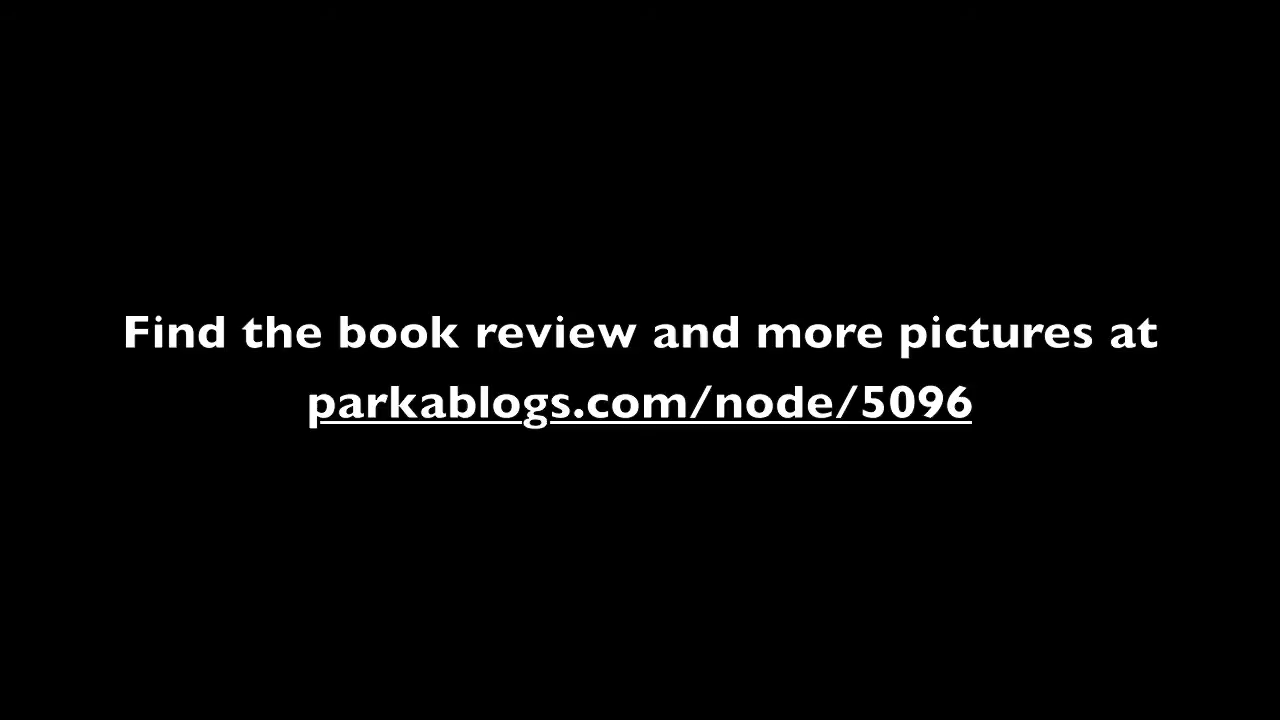 Find the book review and more pictures at
parkablogs.com/node/5096